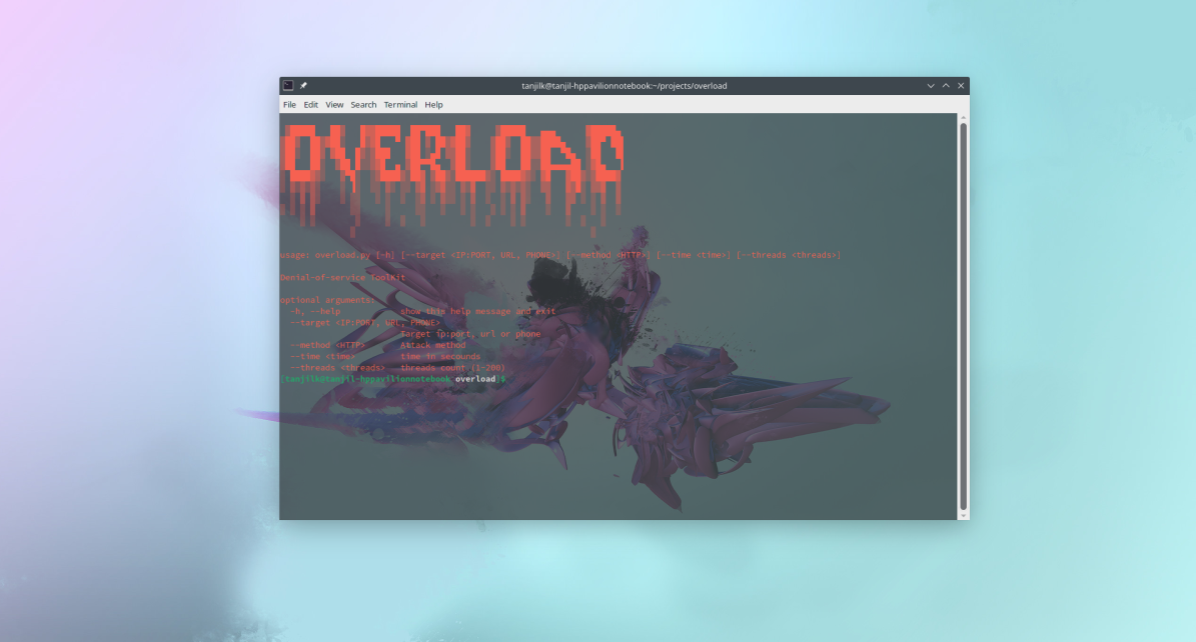 tanjilk@tanjil-hppavilionnotebook:~/projects/overload
File Edit View Search Terminal Help
OVERLOAD
usage: overload.py [-h] [--target <IP:PORT, URL, PHONE>] [--method <HTTP>] [--time <time>] [--threads <threads>]
Denial-of-service ToolKit
optional arguments:
-h, --help show this help message and exit
--target <IP:PORT, URL, PHONE>
Target ip:port, url or phone
--method <HTTP> Attack method
--time <time> time in secounds
--threads <threads> threads count (1-200)
[tanjilk@tanjil-hppavilionnotebook overload]$